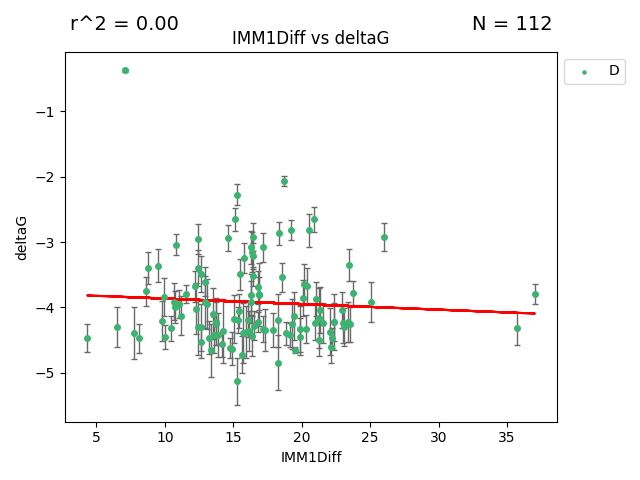 r^2 = 0.00
N = 112
IMM1Diff vs deltaG
D
deltaG
−1
−2
−3
−4
−5
5 10 15 20 25 30 35
IMM1Diff